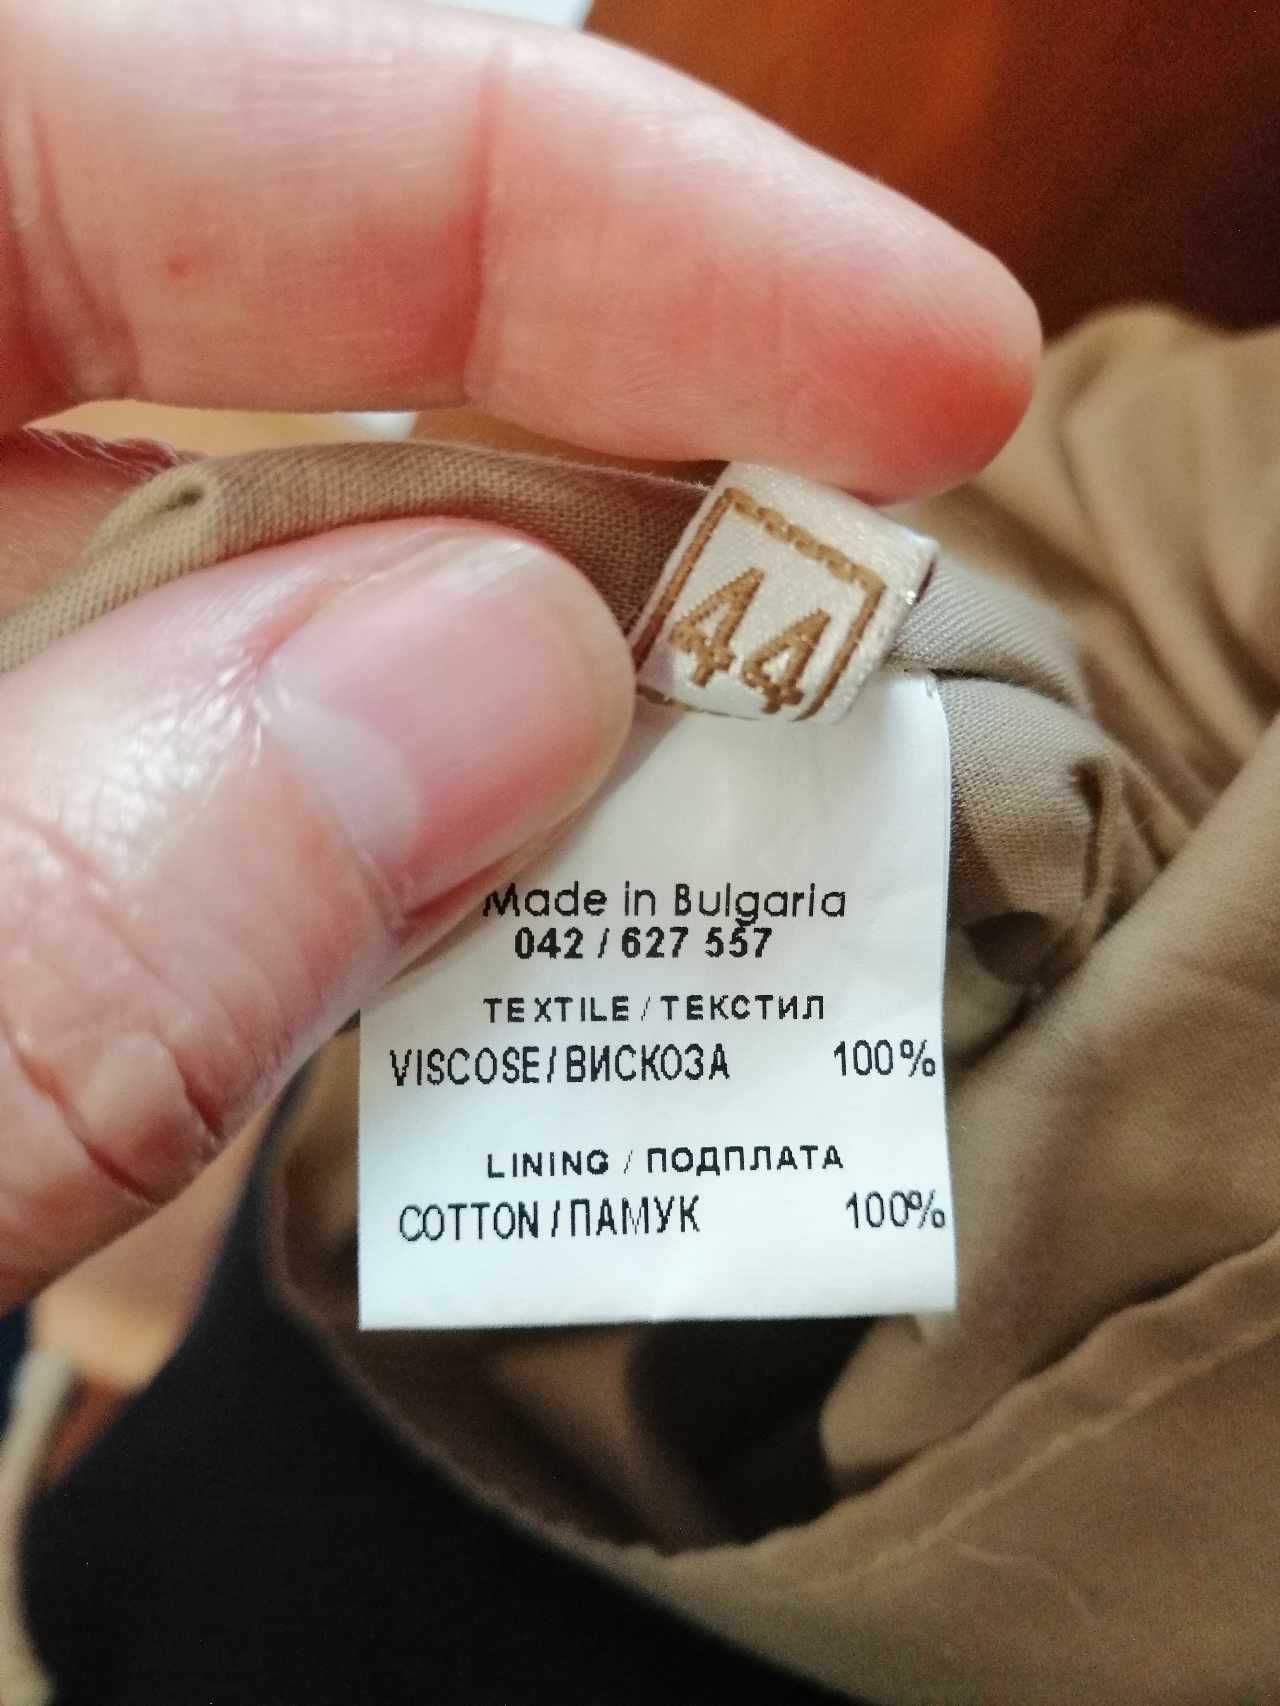 44
Made in Bulgaria
042 / 627 557
TEXTILE / ТЕКСТИЛ
VISCOSE / ВИСКОЗА 100%
LINING / ПОДПЛАТА
COTTON / ПАМУК 100%